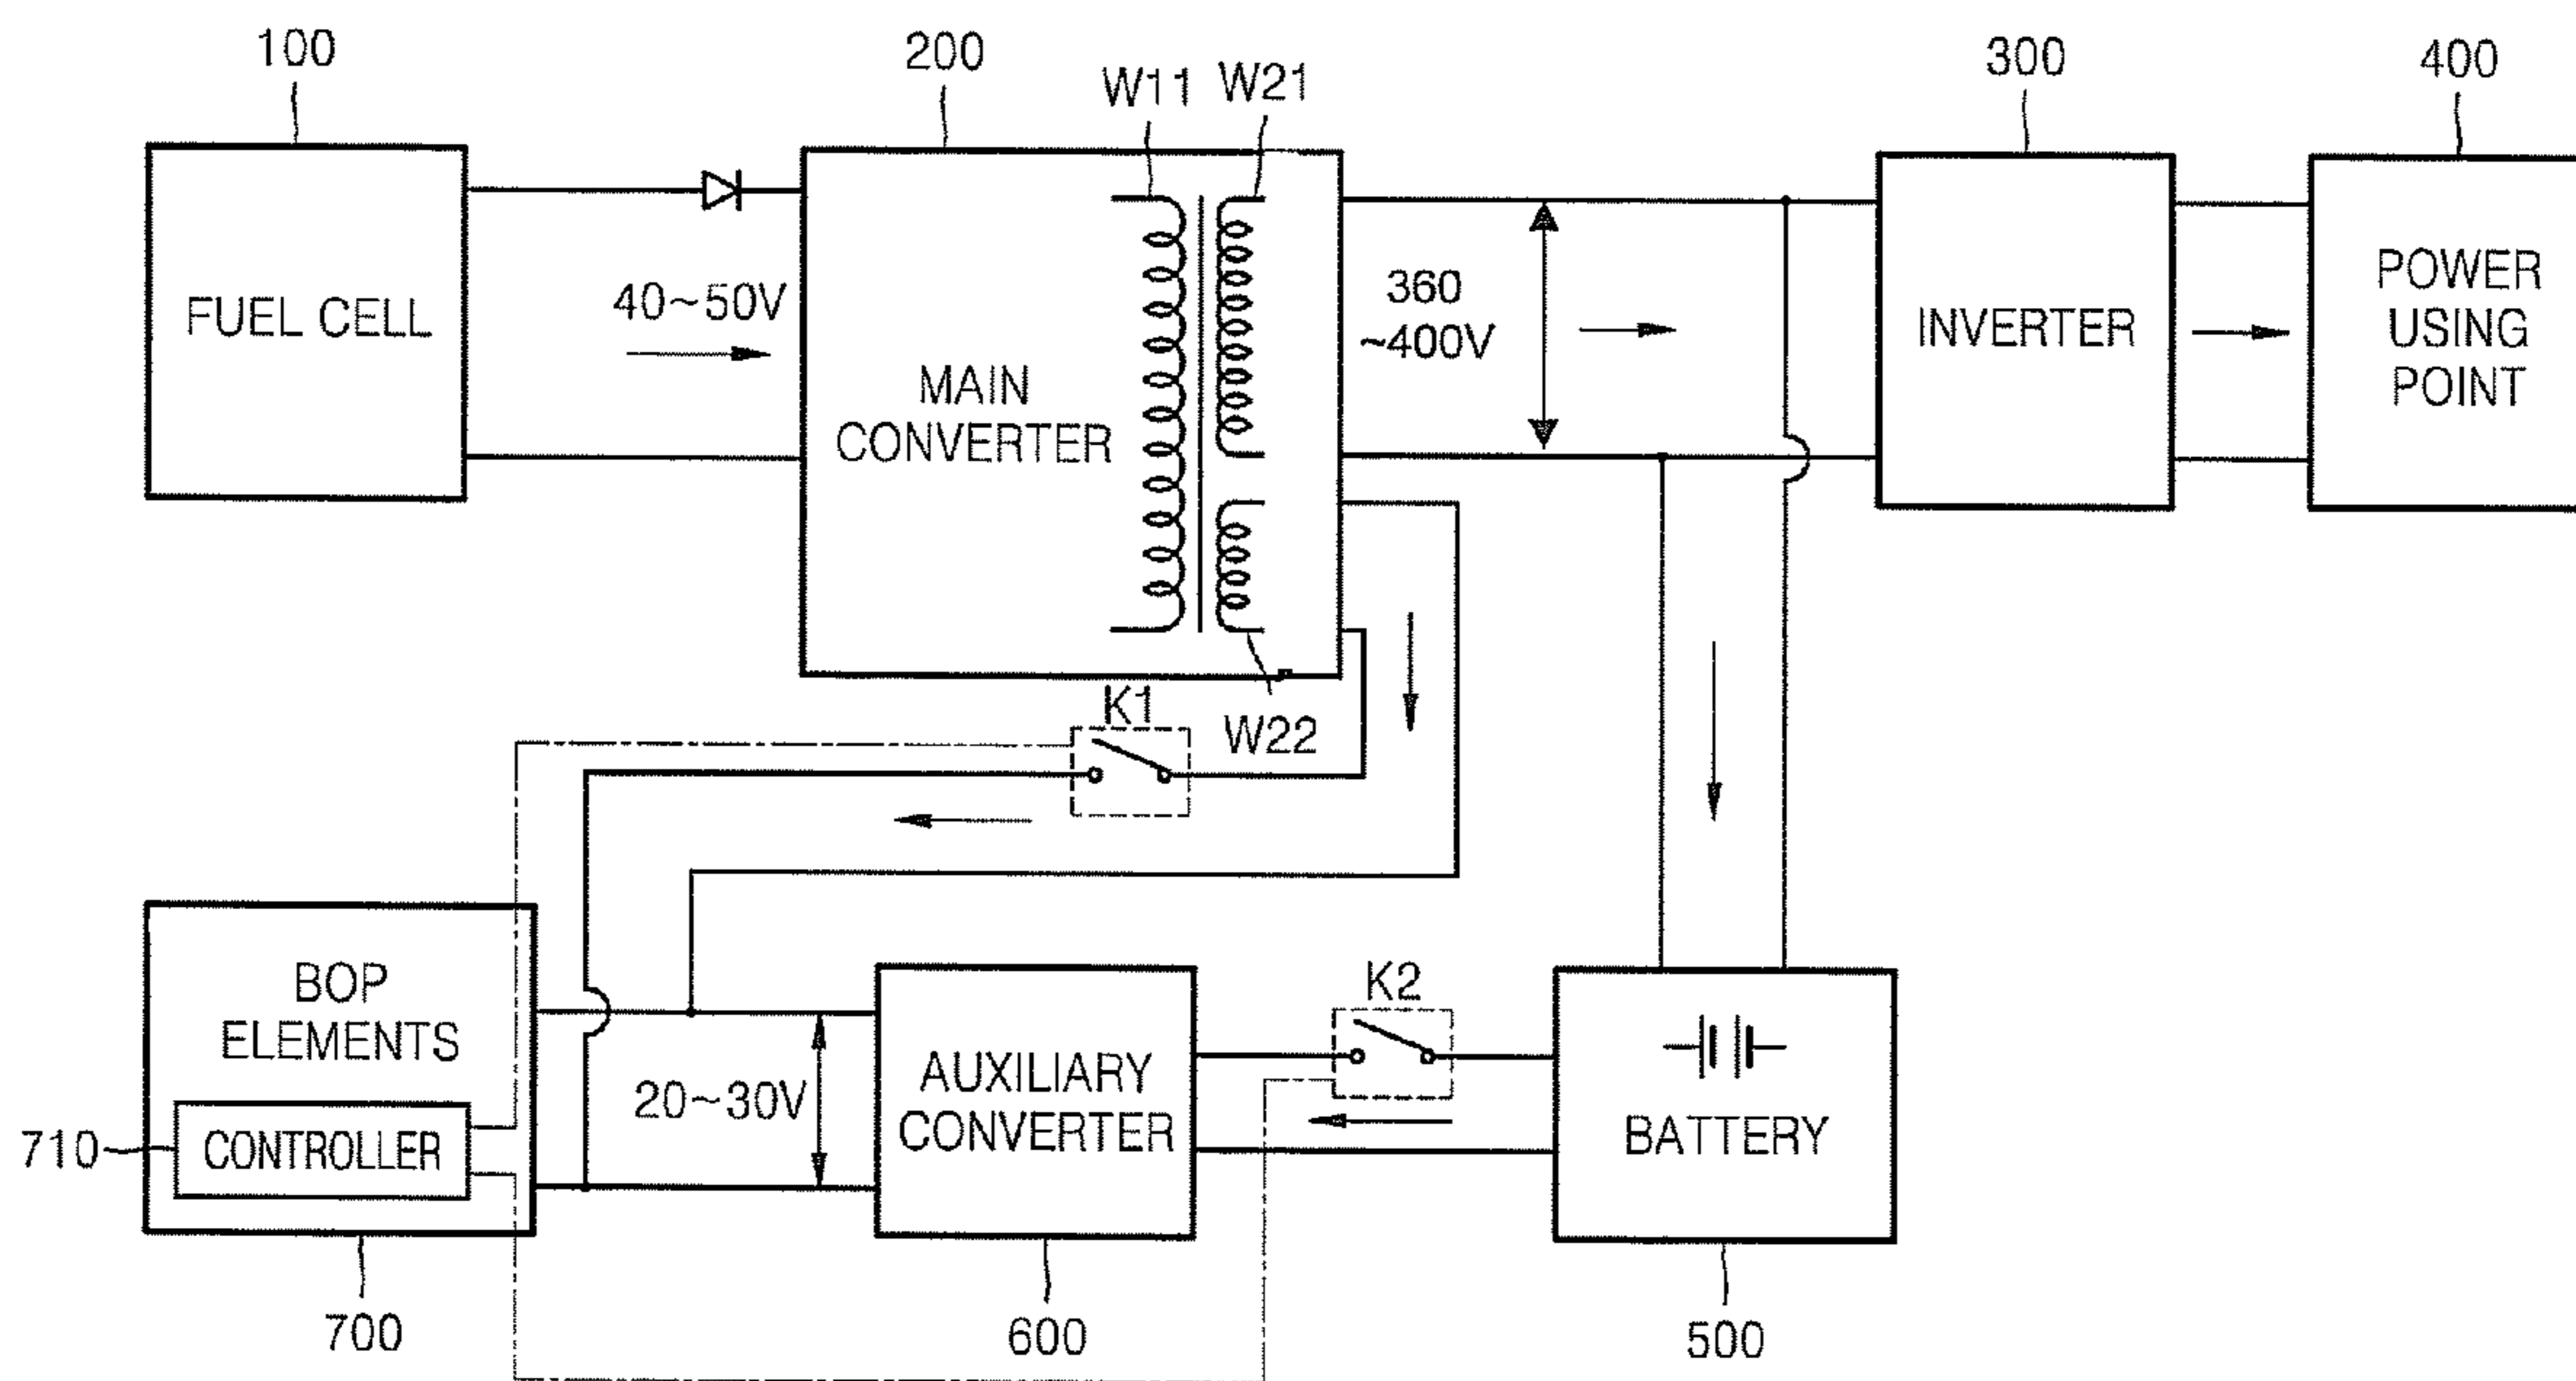 100
200
W11
W21
300
400
FUEL CELL
40~50V
MAIN
CONVERTER
360
~400V
INVERTER
POWER
USING
POINT
K1
W22
BOP
ELEMENTS
710
CONTROLLER
20~30V
AUXILIARY
CONVERTER
K2
BATTERY
700
600
500